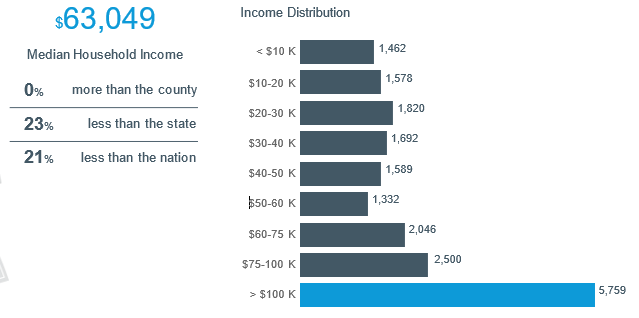 $63,049
Median Household Income
0% more than the county
23% less than the state
21% less than the nation
Income Distribution
< $10 K 1,462
$10-20 K 1,578
$20-30 K 1,820
$30-40 K 1,692
$40-50 K 1,589
$50-60 K 1,332
$60-75 K 2,046
$75-100 K 2,500
> $100 K 5,759